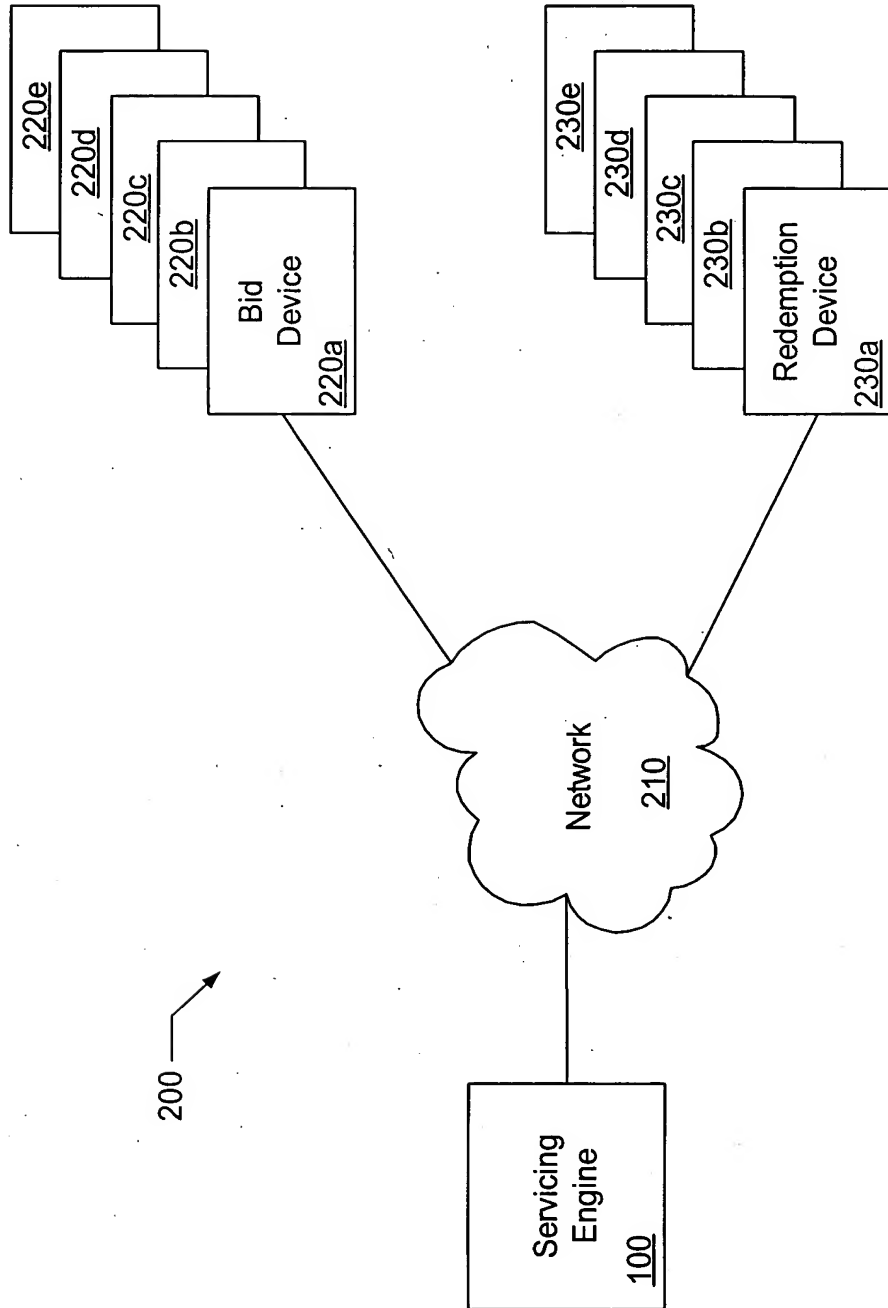 200
Servicing
Engine
100
Network
210
220e
220d
220c
220b
Bid
Device
220a
230e
230d
230c
230b
Redemption
Device
230a